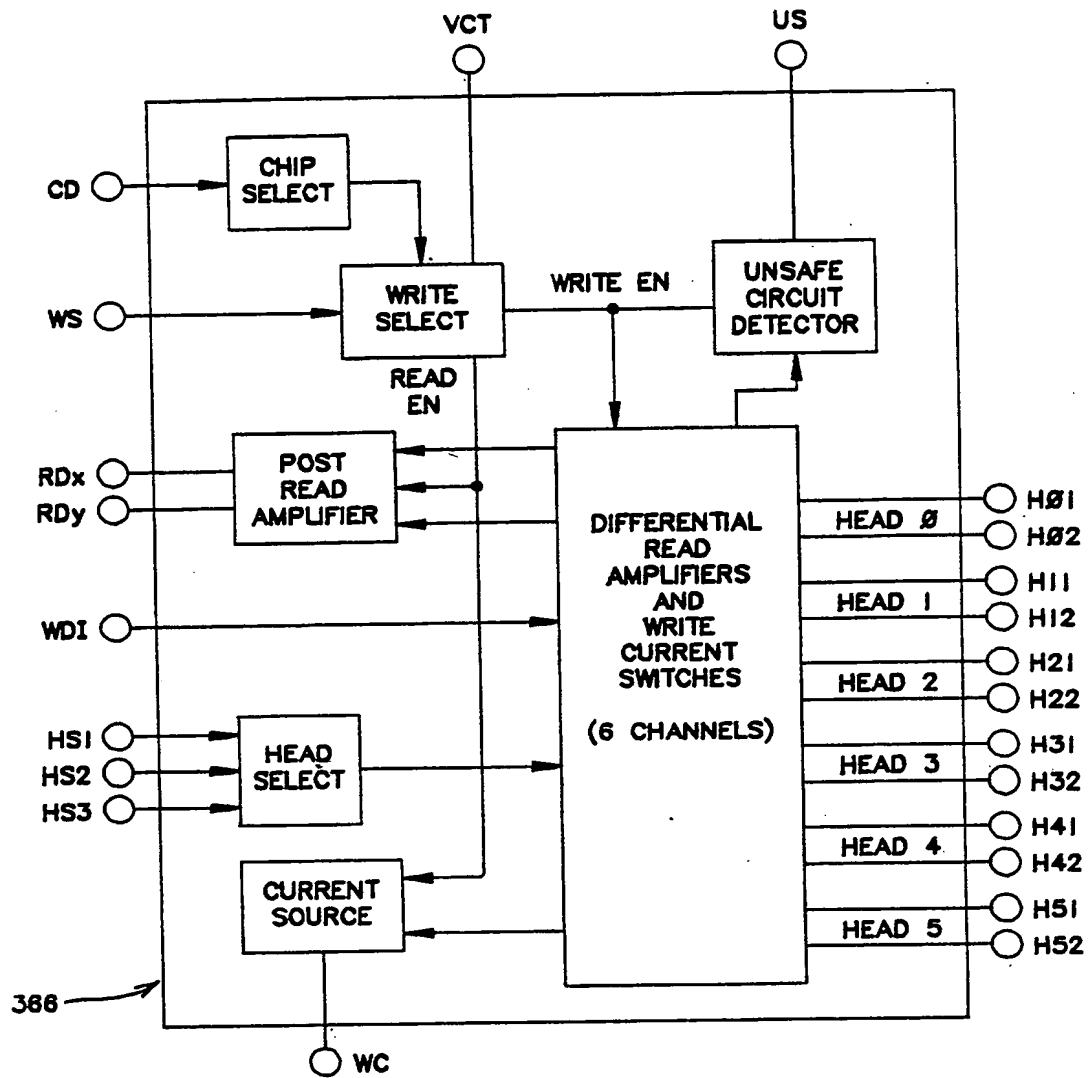 VCT
US
CD
CHIP
SELECT
WS
WRITE
SELECT
WRITE EN
UNSAFE
CIRCUIT
DETECTOR
READ
EN
RDx
RDy
POST
READ
AMPLIFIER
DIFFERENTIAL
READ
AMPLIFIERS
AND
WRITE
CURRENT
SWITCHES
(6 CHANNELS)
WDI
HS1
HS2
HS3
HEAD
SELECT
CURRENT
SOURCE
HØ1
HEAD Ø
HØ2
H11
HEAD 1
H12
H21
HEAD 2
H22
H31
HEAD 3
H32
H41
HEAD 4
H42
H51
HEAD 5
H52
366
WC